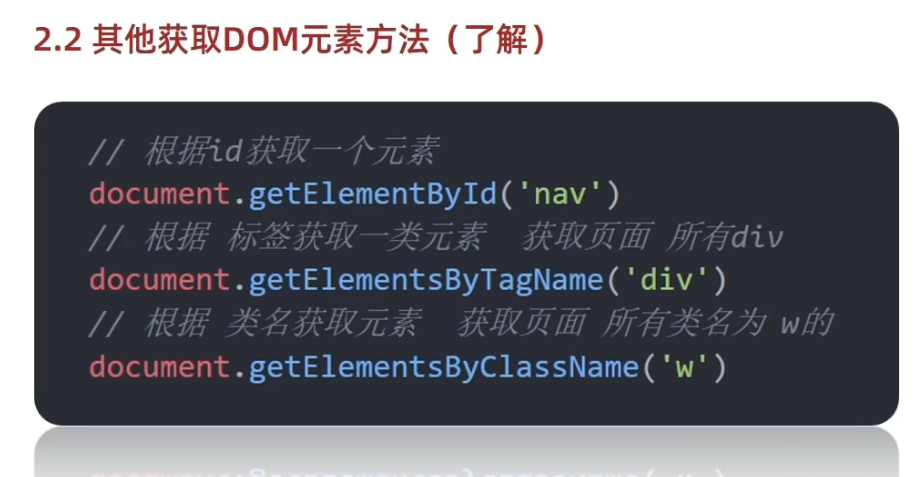 2.2 其他获取DOM元素方法（了解）
// 根据id获取一个元素
document.getElementById('nav')
// 根据 标签获取一类元素  获取页面 所有div
document.getElementsByTagName('div')
// 根据 类名获取元素  获取页面 所有类名为 w的
document.getElementsByClassName('w')